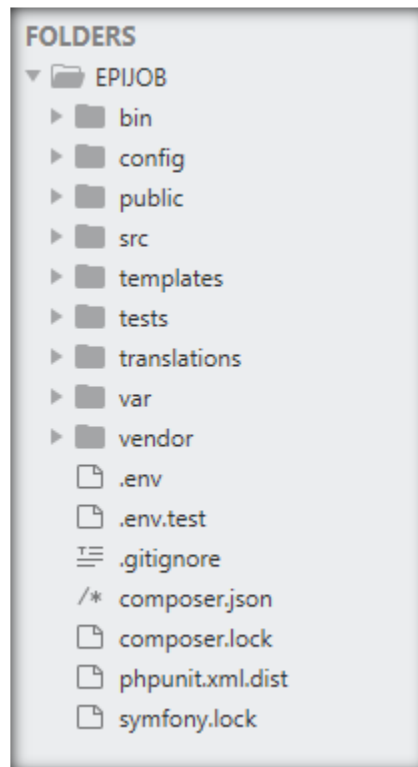 FOLDERS
EPIJOB
bin
config
public
src
templates
tests
translations
var
vendor
.env
.env.test
.gitignore
/* composer.json
composer.lock
phpunit.xml.dist
symfony.lock